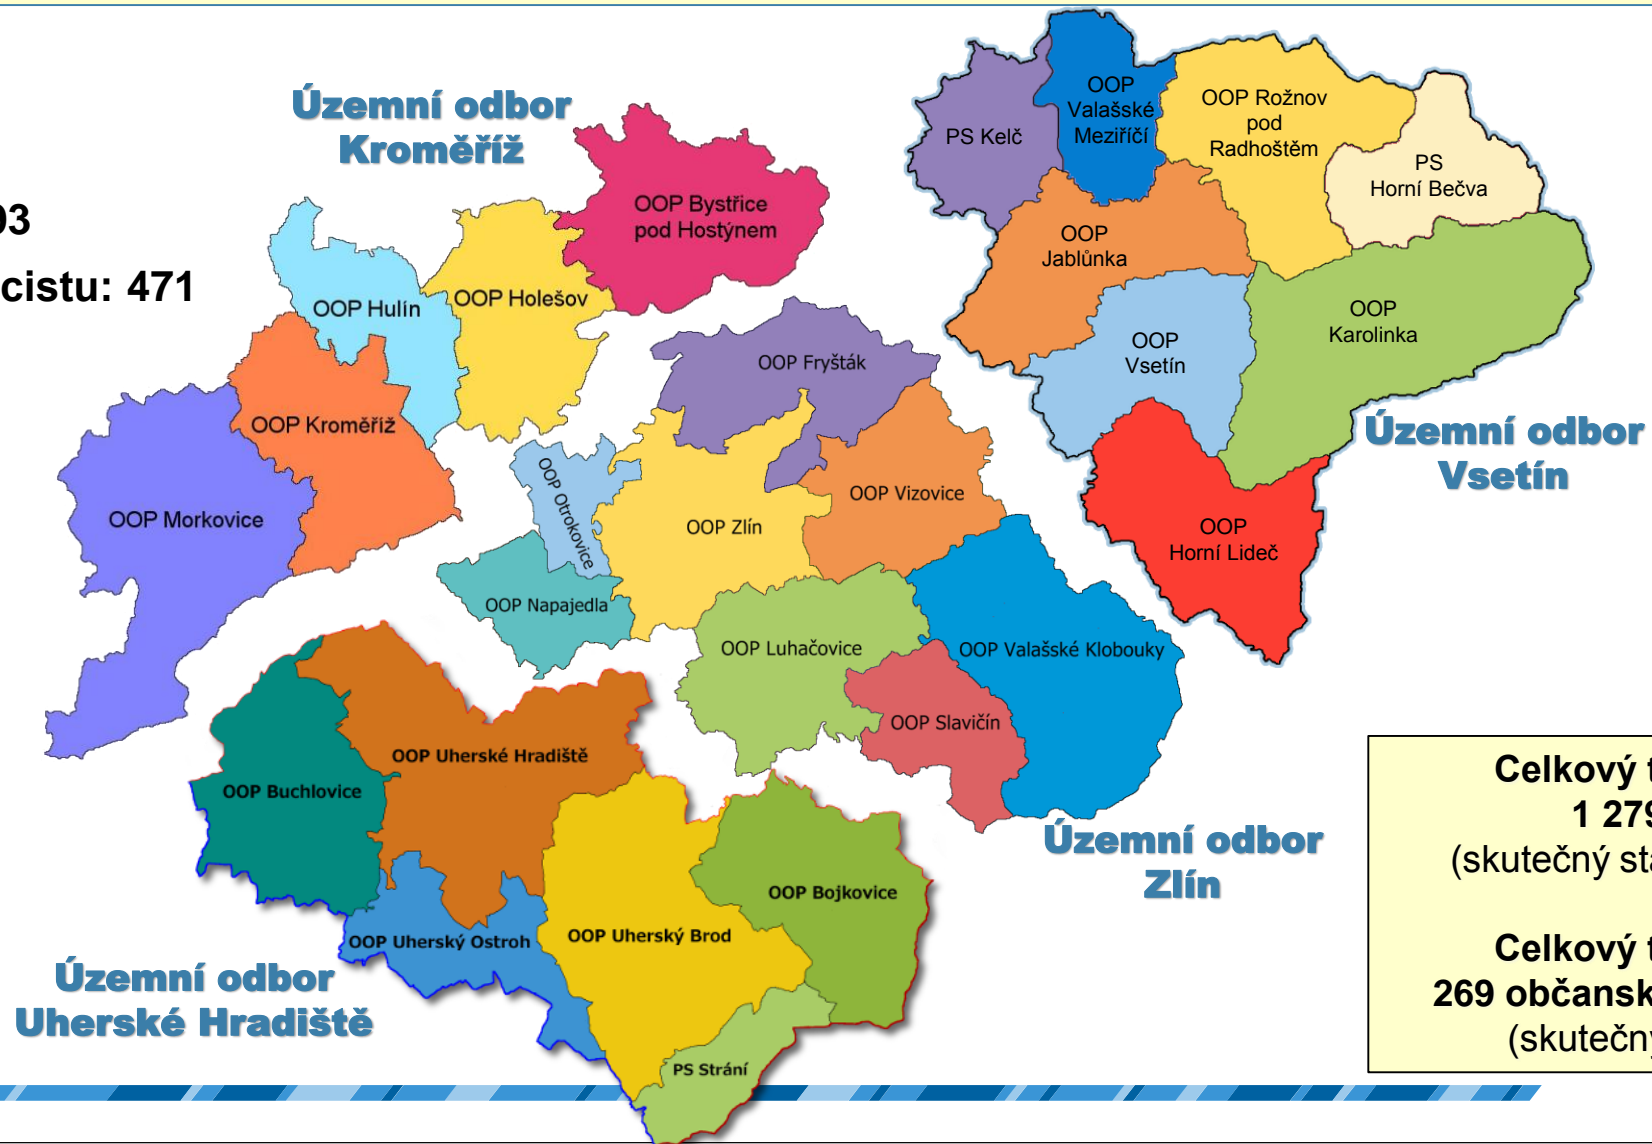 Územní odbor
Kroměříž
03
cistu: 471
OOP Bystřice
pod Hostýnem
OOP Holešov
OOP Hulín
OOP Kroměříž
OOP Morkovice
PS Kelč
OOP
Valašské
Meziříčí
OOP Rožnov
pod
Radhoštěm
PS
Horní Bečva
OOP
Jablůnka
OOP
Vsetín
OOP
Karolinka
OOP
Horní Lideč
Územní odbor
Vsetín
OOP Fryšták
OOP Otrokovice
OOP Zlín
OOP Vizovice
OOP Napajedla
OOP Luhačovice
OOP Valašské Klobouky
OOP Slavičín
Územní odbor
Zlín
OOP Buchlovice
OOP Uherské Hradiště
OOP Uherský Ostroh
OOP Uherský Brod
OOP Bojkovice
PS Strání
Územní odbor
Uherské Hradiště
Celkový t
1 279
(skutečný sta
Celkový t
269 občansk
(skutečný